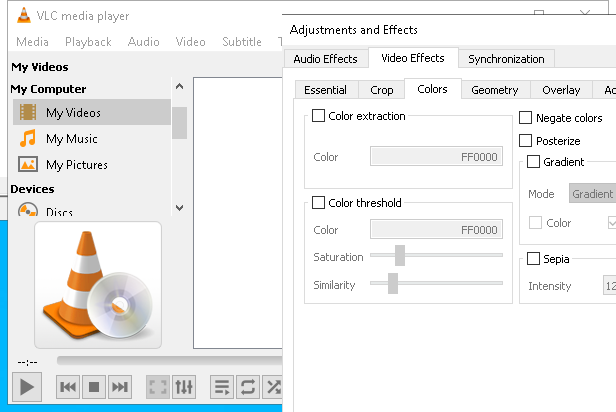 VLC media player
Media Playback Audio Video Subtitle
My Videos
My Computer
My Videos
My Music
My Pictures
Devices
Discs
--:--
Adjustments and Effects
Audio Effects Video Effects Synchronization
Essential Crop Colors Geometry Overlay
Color extraction
Color FF0000
Color threshold
Color FF0000
Saturation
Similarity
Negate colors
Posterize
Gradient
Mode Gradient
Color
Sepia
Intensity 12